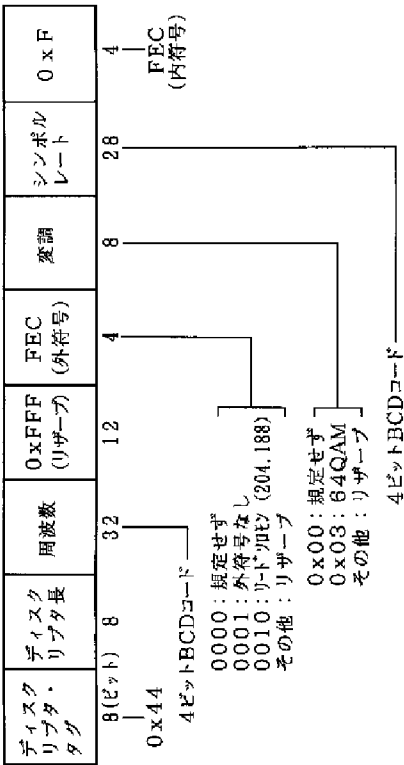 ディスク
リプタ・
タグ
ディスク
リプタ長
周波数
0xFFF
(リザーブ)
FEC
(外符号)
変調
シンボル
レート
0xF
8(ビット)
8
32
12
4
8
28
4
0x44
4ビットBCDコード
0000:規定せず
0001:外符号なし
0010:リードソロモン(204,188)
その他:リザーブ
0x00:規定せず
0x03:64QAM
その他:リザーブ
4ビットBCDコード
FEC
(内符号)